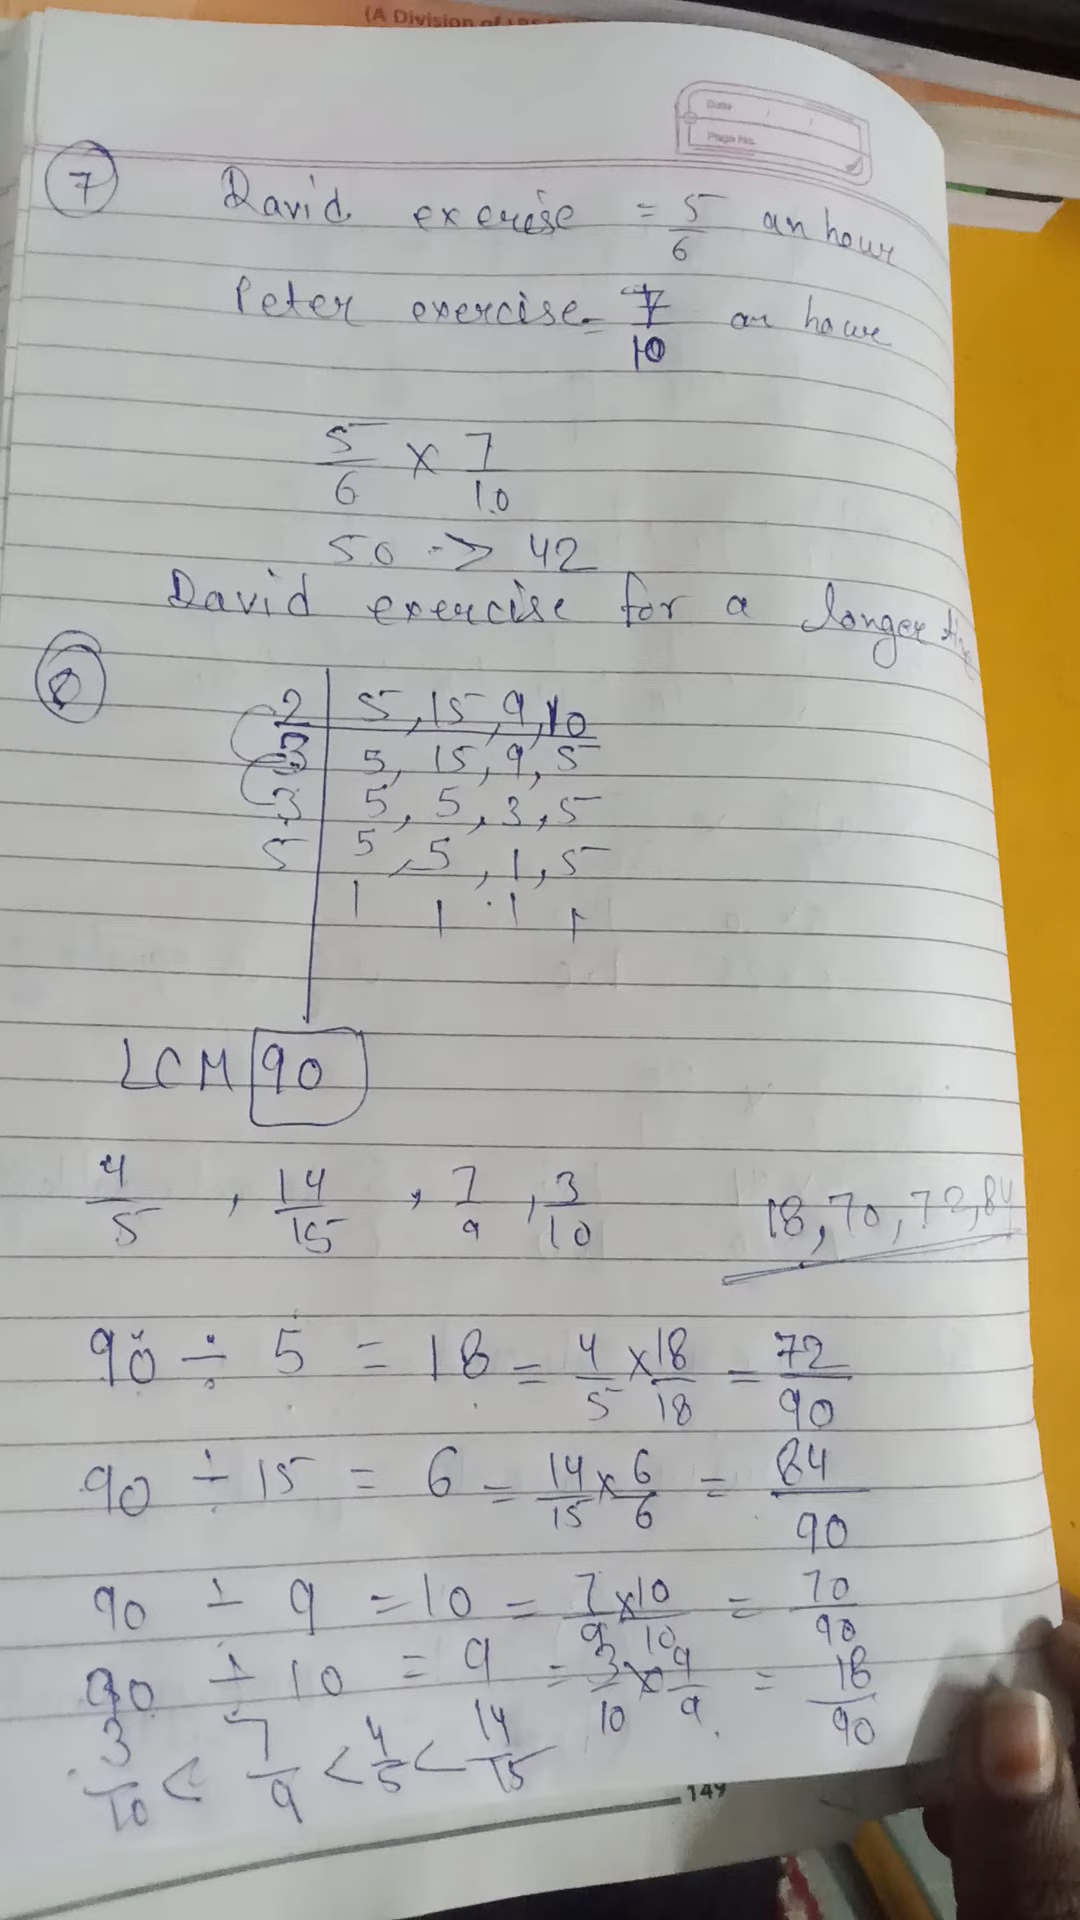 (A Division of
Date
Page No.
7 David exercise = 5/6 an hour
Peter exercise = 7/10 an hour
5/6 × 7/10
50 -> 42
David exercise for a longer
8
2 | 5, 15, 9, 10
3 | 5, 15, 9, 5
3 | 5, 5, 3, 5
5 | 5, 5, 1, 5
1 1 1 1
LCM 90
4/5, 14/15, 7/9, 3/10 18, 70, 72, 84
90 ÷ 5 = 18 = 4/5 × 18/18 = 72/90
90 ÷ 15 = 6 = 14/15 × 6/6 = 84/90
90 ÷ 9 = 10 = 7/9 × 10/10 = 70/90
90 ÷ 10 = 9 = 3/10 × 9/9 = 18/90
3/10 < 7/9 < 4/5 < 14/15
149